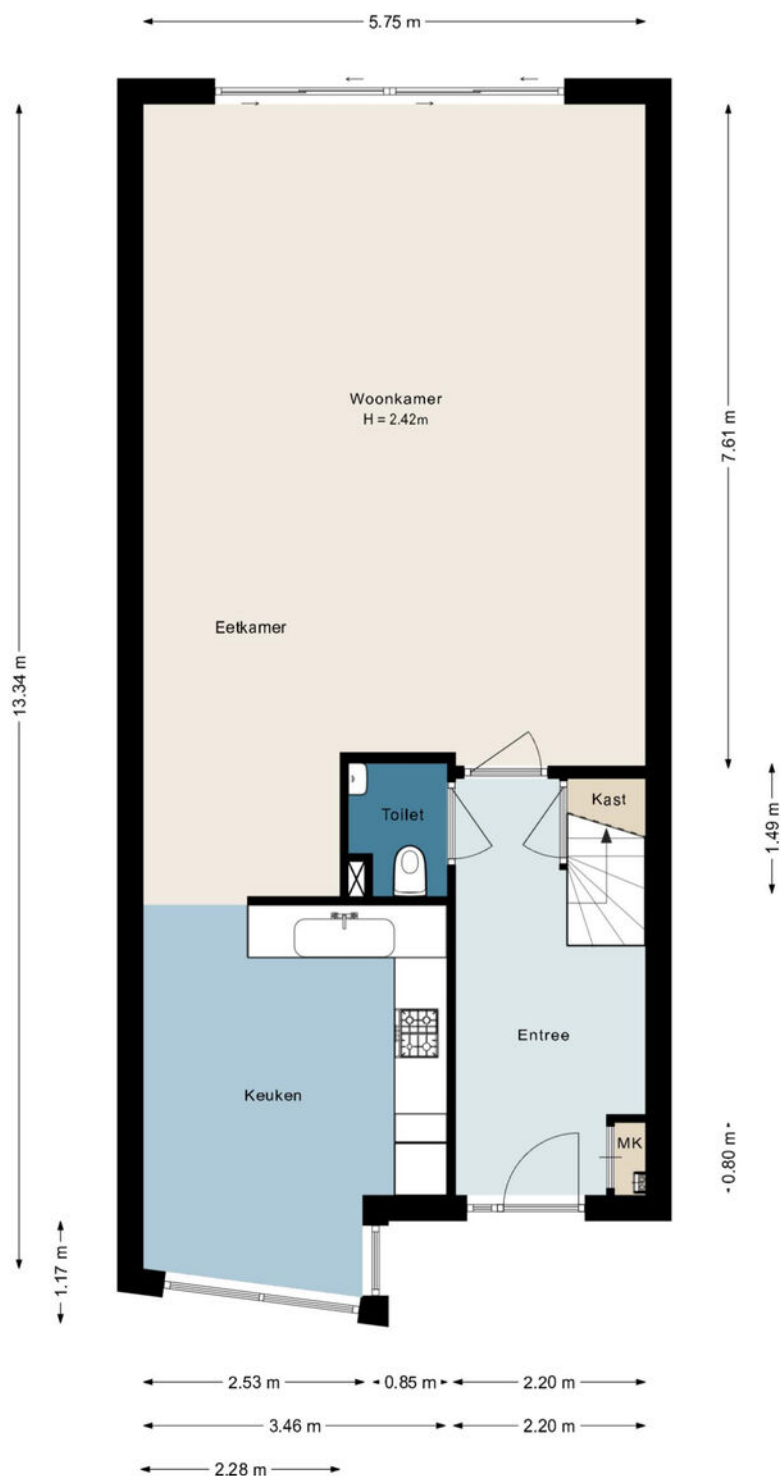 5.75 m
Woonkamer
H = 2.42m
7.61 m
Eetkamer
13.34 m
Toilet
Kast
1.49 m
Entree
Keuken
MK
0.80 m
1.17 m
2.53 m
0.85 m
2.20 m
3.46 m
2.20 m
2.28 m